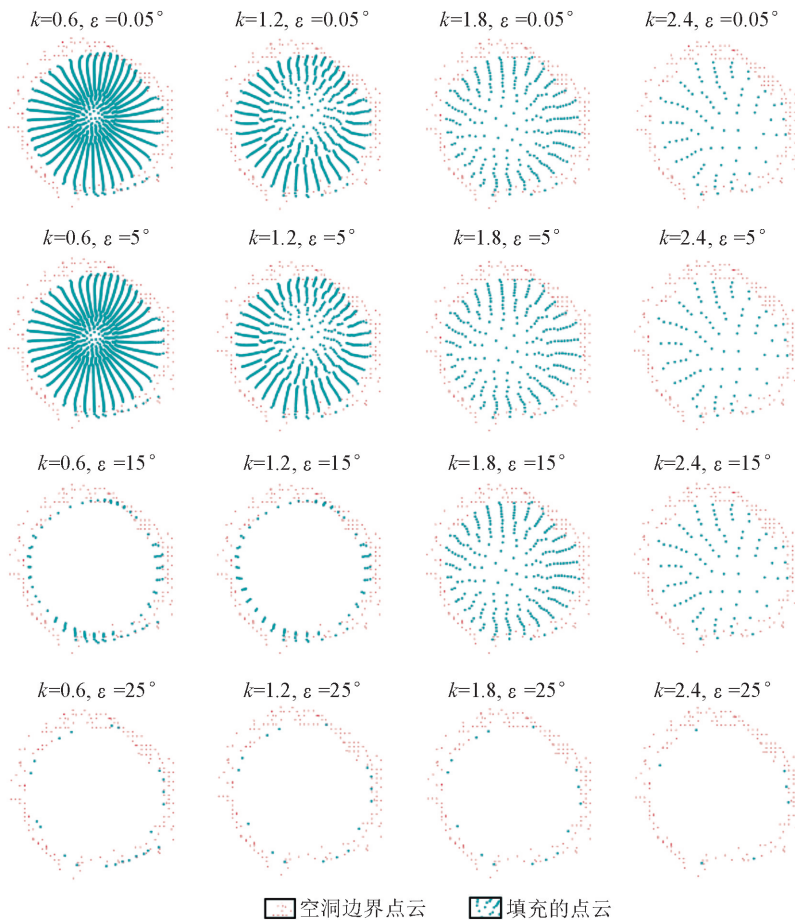 k=0.6, ε=0.05° k=1.2, ε=0.05° k=1.8, ε=0.05° k=2.4, ε=0.05°
k=0.6, ε=5° k=1.2, ε=5° k=1.8, ε=5° k=2.4, ε=5°
k=0.6, ε=15° k=1.2, ε=15° k=1.8, ε=15° k=2.4, ε=15°
k=0.6, ε=25° k=1.2, ε=25° k=1.8, ε=25° k=2.4, ε=25°
空洞边界点云 填充的点云